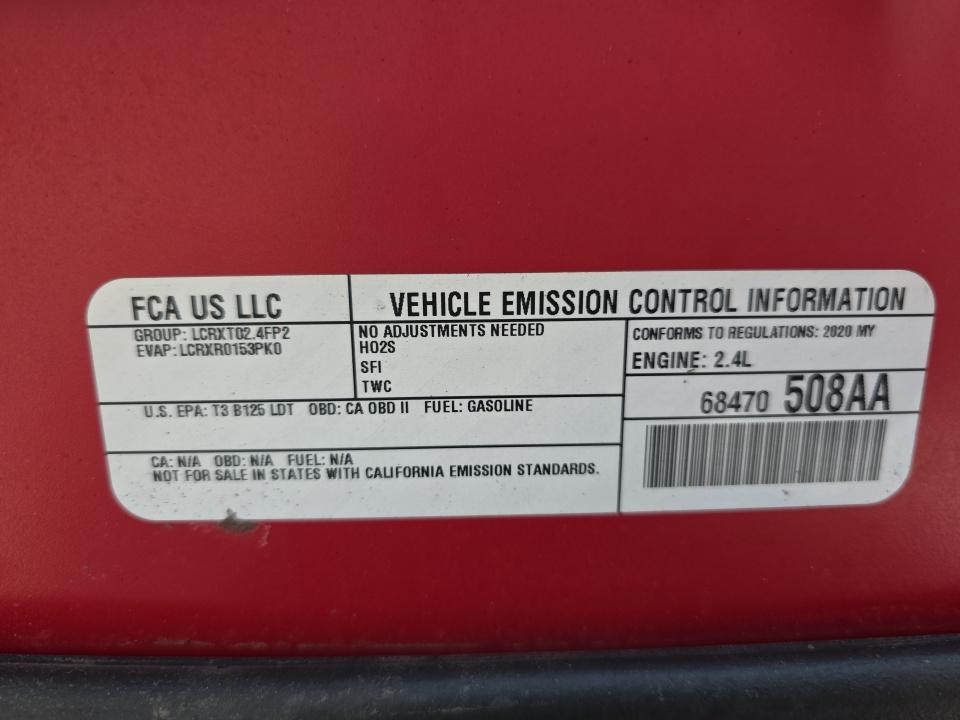 FCA US LLC
VEHICLE EMISSION CONTROL INFORMATION
GROUP: LCRXT02.4FP2
EVAP: LCRXR0153PK0
NO ADJUSTMENTS NEEDED
HO2S
SFI
TWC
CONFORMS TO REGULATIONS: 2020 MY
ENGINE: 2.4L
68470 508AA
U.S. EPA: T3 B125 LDT OBD: CA OBD II FUEL: GASOLINE
CA: N/A OBD: N/A FUEL: N/A
NOT FOR SALE IN STATES WITH CALIFORNIA EMISSION STANDARDS.